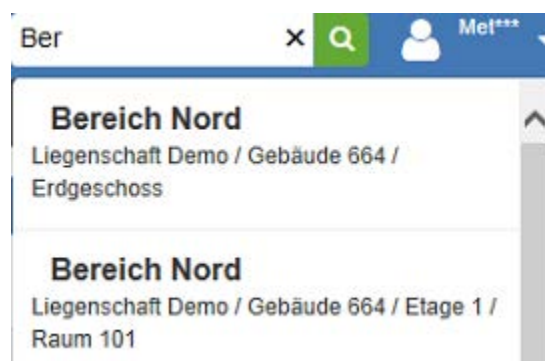 Ber
Met***
Bereich Nord
Liegenschaft Demo / Gebäude 664 /
Erdgeschoss
Bereich Nord
Liegenschaft Demo / Gebäude 664 / Etage 1 /
Raum 101